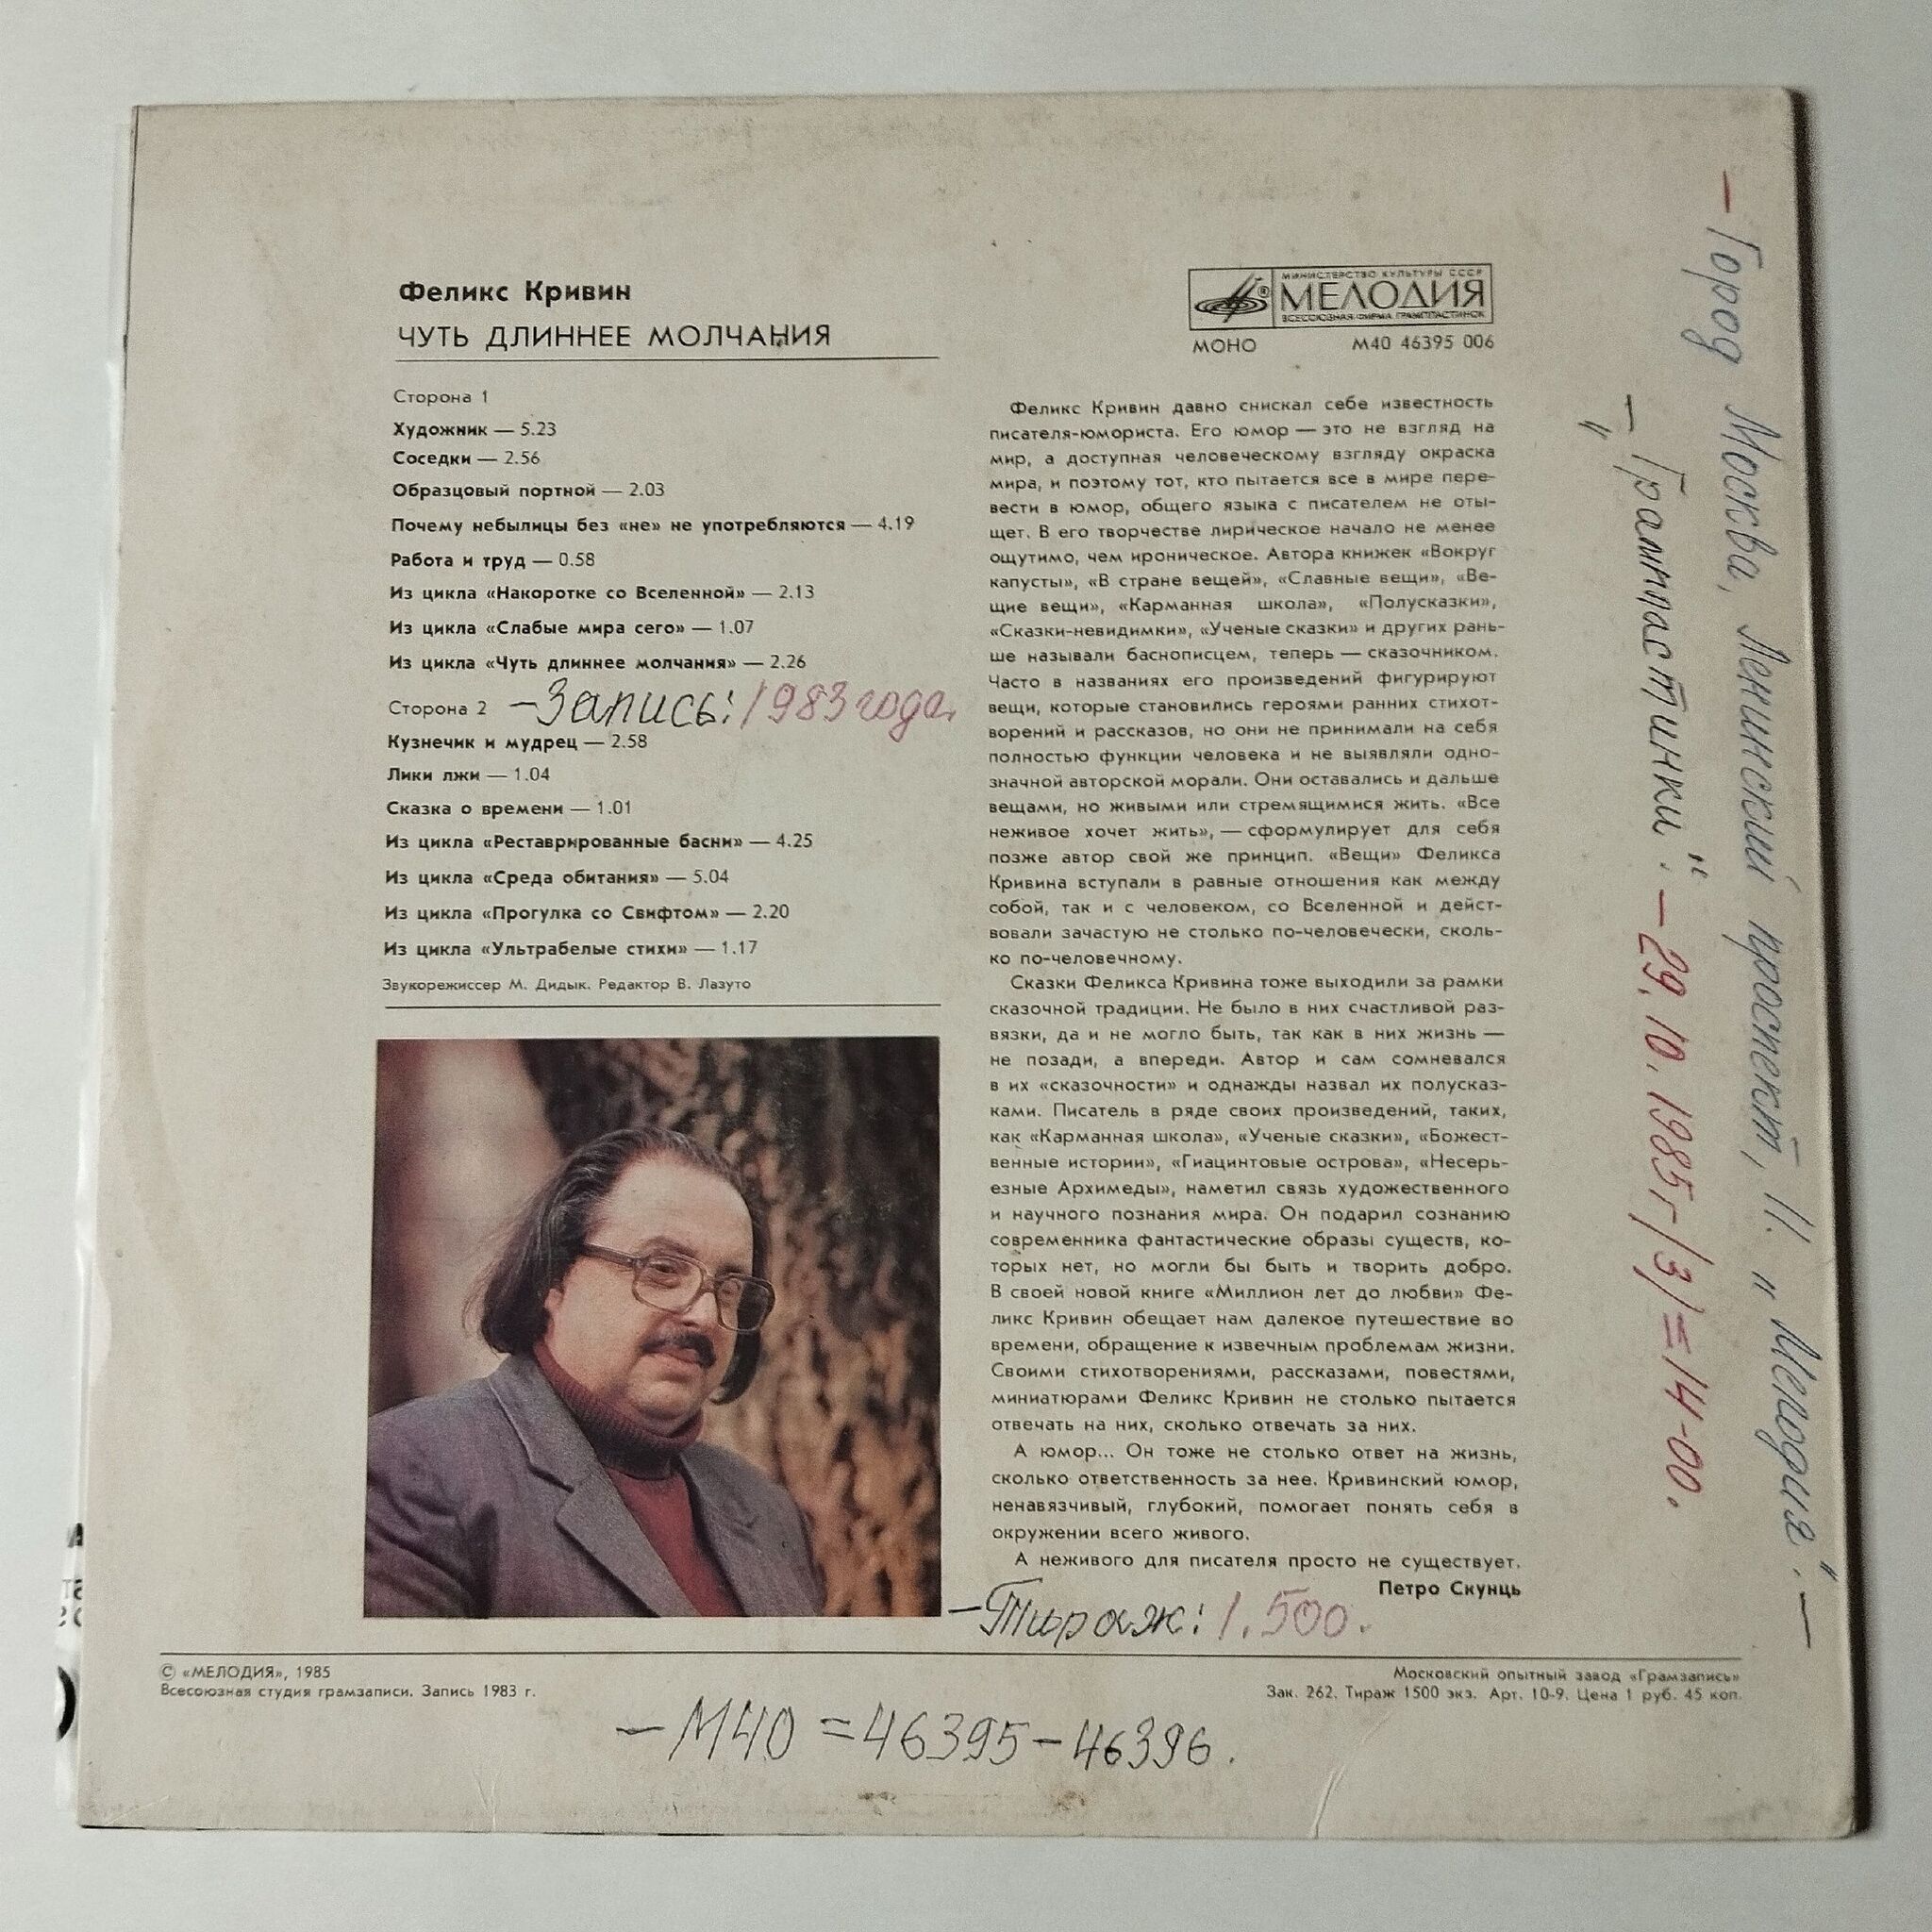 Феликс Кривин
ЧУТЬ ДЛИННЕЕ МОЛЧАНИЯ
Сторона 1
Художник — 5.23
Соседки — 2.56
Образцовый портной — 2.03
Почему небылицы без «не» не употребляются — 4.19
Работа и труд — 0.58
Из цикла «Накоротке со Вселенной» — 2.13
Из цикла «Слабые мира сего» — 1.07
Из цикла «Чуть длиннее молчания» — 2.26
Сторона 2 – Запись: 1983 года.
Кузнечик и мудрец — 2.58
Лики лжи — 1.04
Сказка о времени — 1.01
Из цикла «Реставрированные басни» — 4.25
Из цикла «Среда обитания» — 5.04
Из цикла «Прогулка со Свифтом» — 2.20
Из цикла «Ультрабелые стихи» — 1.17
Звукорежиссер М. Дидык. Редактор В. Лазуто
МИНИСТЕРСТВО КУЛЬТУРЫ СССР
® МЕЛОДИЯ
ВСЕСОЮЗНАЯ ФИРМА ГРАМПЛАСТИНОК
МОНО М40 46395 006
Феликс Кривин давно снискал себе известность
писателя-юмориста. Его юмор — это не взгляд на
мир, а доступная человеческому взгляду окраска
мира, и поэтому тот, кто пытается все в мире пере-
вести в юмор, общего языка с писателем не оты-
щет. В его творчестве лирическое начало не менее
ощутимо, чем ироническое. Автора книжек «Вокруг
капусты», «В стране вещей», «Славные вещи», «Ве-
щие вещи», «Карманная школа», «Полусказки»,
«Сказки-невидимки», «Ученые сказки» и других рань-
ше называли баснописцем, теперь — сказочником.
Часто в названиях его произведений фигурируют
вещи, которые становились героями ранних стихот-
ворений и рассказов, но они не принимали на себя
полностью функции человека и не выявляли одно-
значной авторской морали. Они оставались и дальше
вещами, но живыми или стремящимися жить. «Все
неживое хочет жить», — сформулирует для себя
позже автор свой же принцип. «Вещи» Феликса
Кривина вступали в равные отношения как между
собой, так и с человеком, со Вселенной и дейст-
вовали зачастую не столько по-человечески, сколь-
ко по-человечному.
Сказки Феликса Кривина тоже выходили за рамки
сказочной традиции. Не было в них счастливой раз-
вязки, да и не могло быть, так как в них жизнь —
не позади, а впереди. Автор и сам сомневался
в их «сказочности» и однажды назвал их полусказ-
ками. Писатель в ряде своих произведений, таких,
как «Карманная школа», «Ученые сказки», «Божест-
венные истории», «Гиацинтовые острова», «Несерь-
езные Архимеды», наметил связь художественного
и научного познания мира. Он подарил сознанию
современника фантастические образы существ, ко-
торых нет, но могли бы быть и творить добро.
В своей новой книге «Миллион лет до любви» Фе-
ликс Кривин обещает нам далекое путешествие во
времени, обращение к извечным проблемам жизни.
Своими стихотворениями, рассказами, повестями,
миниатюрами Феликс Кривин не столько пытается
отвечать на них, сколько отвечать за них.
А юмор... Он тоже не столько ответ на жизнь,
сколько ответственность за нее. Кривинский юмор,
ненавязчивый, глубокий, помогает понять себя в
окружении всего живого.
А неживого для писателя просто не существует.
Петро Скунць
– Тираж: 1.500.
© «МЕЛОДИЯ», 1985
Всесоюзная студия грамзаписи. Запись 1983 г.
Московский опытный завод «Грамзапись»
Зак. 262. Тираж 1500 экз. Арт. 10-9. Цена 1 руб. 45 коп.
– М40 = 46395 – 46396.
– Город Москва, Ленинский проспект, 11. „Мелодия". –
– „Грампластинки": – 29. 10. 1985г-/3/=14-00.